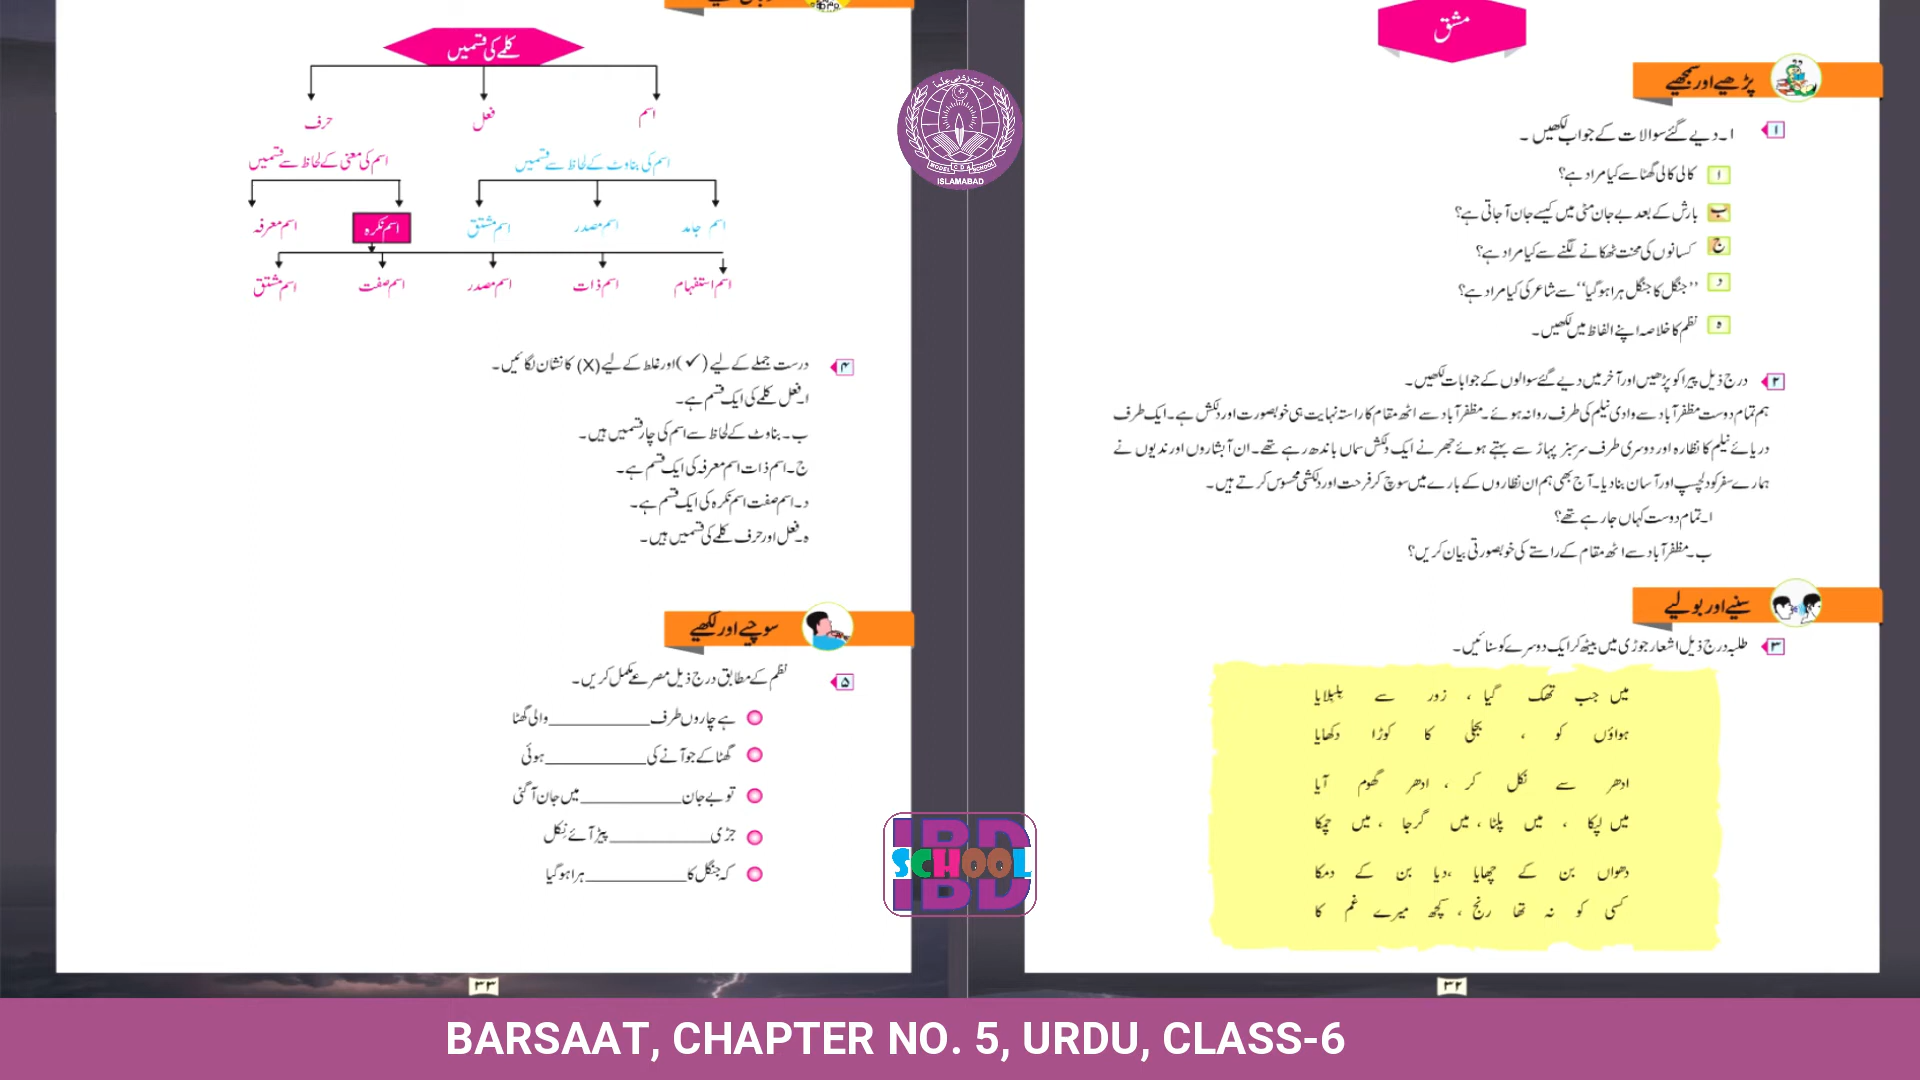 مشق
پڑھیے اور سمجھیے
۱
۱۔ دیے گئے سوالات کے جواب لکھیں ۔
ا کالی کالی گھٹا سے کیا مراد ہے؟
ب بارش کے بعد بے جان مٹی میں کیسے جان آ جاتی ہے؟
ج کسانوں کی محنت ٹھکانے لگنے سے کیا مراد ہے؟
د ’’جنگل کا جنگل ہرا ہو گیا‘‘ سے شاعر کی کیا مراد ہے؟
ہ نظم کا خلاصہ اپنے الفاظ میں لکھیں ۔
۲ درج ذیل پیرا کو پڑھیں اور آخر میں دیے گئے سوالوں کے جوابات لکھیں ۔
ہم تمام دوست مظفر آباد سے وادی نیلم کی طرف روانہ ہوئے ۔ مظفر آباد سے اٹھ مقام کا راستہ نہایت ہی خوبصورت اور دلکش ہے ۔ ایک طرف
دریائے نیلم کا نظارہ اور دوسری طرف سرسبز پہاڑ سے بہتے ہوئے جھرنے ایک دلکش سماں باندھ رہے تھے ۔ ان آبشاروں اور ندیوں نے
ہمارے سفر کو دلچسپ اور آسان بنا دیا ۔ آج بھی ہم ان نظاروں کے بارے میں سوچ کر فرحت اور دلکشی محسوس کرتے ہیں ۔
ا۔ تمام دوست کہاں جا رہے تھے؟
ب۔ مظفر آباد سے اٹھ مقام کے راستے کی خوبصورتی بیان کریں؟
سنیے اور بولیے
۳ طلبہ درج ذیل اشعار جوڑی میں بیٹھ کر ایک دوسرے کو سنائیں ۔
میں جب تھک گیا ، زور سے بلبلایا
ہواؤں کو ، بجلی کا کوڑا دکھایا
ادھر سے نکل کر ، ادھر گھوم آیا
میں لپکا ، میں پلٹا ، میں گرجا ، میں چمکا
دھواں بن کے چھایا ،دیا بن کے دمکا
کسی کو نہ تھا رنج ، کچھ میرے غم کا
۳۲
کلمے کی قسمیں
اسم فعل حرف
اسم کی بناوٹ کے لحاظ سے قسمیں اسم کی معنی کے لحاظ سے قسمیں
اسم جامد اسم مصدر اسم مشتق اسم نکرہ اسم معرفہ
اسم استفہام اسم ذات اسم مصدر اسم صفت اسم مشتق
۴ درست جملے کے لیے (✓) اور غلط کے لیے (X) کا نشان لگائیں ۔
ا۔ فعل کلمے کی ایک قسم ہے ۔
ب ۔ بناوٹ کے لحاظ سے اسم کی چار قسمیں ہیں ۔
ج ۔ اسم ذات اسم معرفہ کی ایک قسم ہے ۔
د ۔ اسم صفت اسم نکرہ کی ایک قسم ہے ۔
ہ ۔ فعل اور حرف کلمے کی قسمیں ہیں ۔
سوچیے اور لکھیے
۵ نظم کے مطابق درج ذیل مصرعے مکمل کریں ۔
ہے چاروں طرف __________ والی گھٹا
گھٹا کے جو آنے کی __________ ہوئی
تو بے جان __________ میں جان آ گئی
جڑی __________ پیڑ آئے نِکل
کہ جنگل کا __________ ہرا ہو گیا
۳۳
MODEL C.D.A SCHOOL
ISLAMABAD
IBD
SCHOOL
IBD
BARSAAT, CHAPTER NO. 5, URDU, CLASS-6